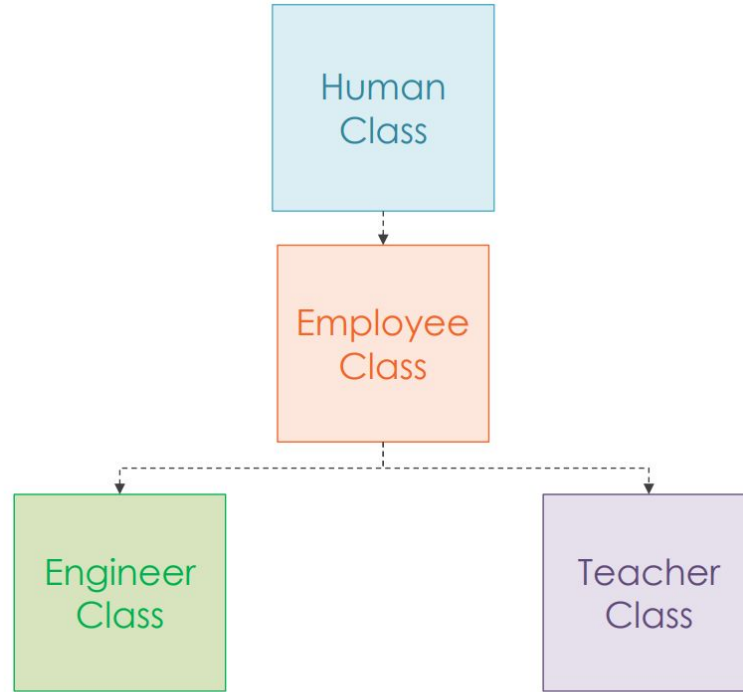 Human
Class
Employee
Class
Engineer
Class
Teacher
Class